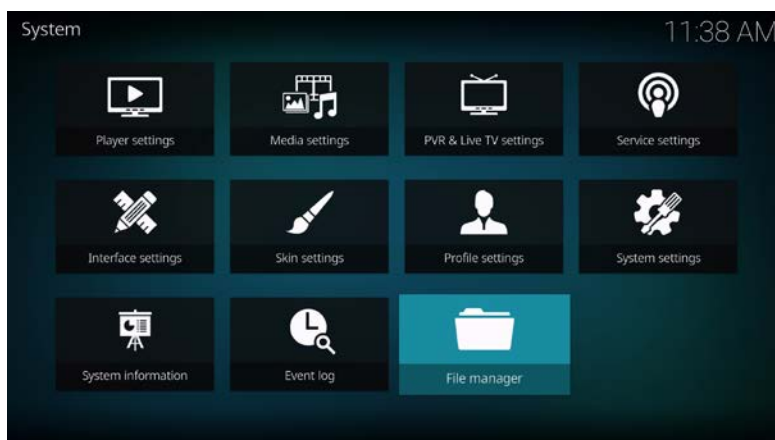 System
11:38 AM
Player settings
Media settings
PVR & Live TV settings
Service settings
Interface settings
Skin settings
Profile settings
System settings
System information
Event log
File manager